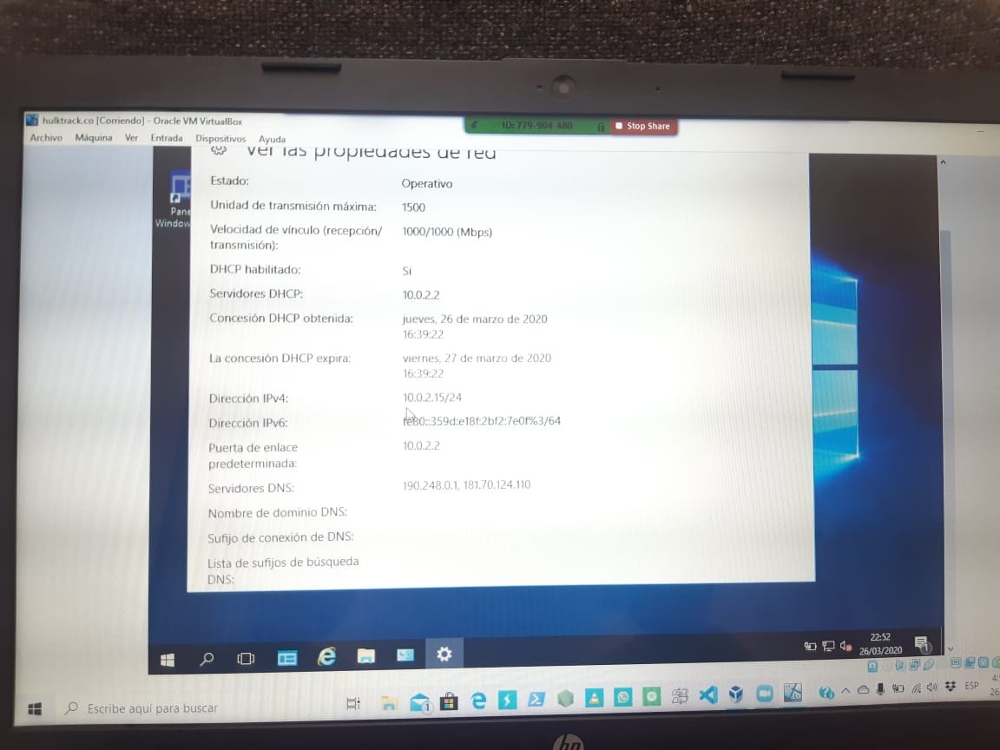 hulktrack.co [Corriendo] - Oracle VM VirtualBox
ID: 779-904-480
Stop Share
Archivo Máquina Ver Entrada Dispositivos Ayuda
Ver las propiedades de red
Estado: Operativo
Unidad de transmisión máxima: 1500
Velocidad de vínculo (recepción/ 1000/1000 (Mbps)
transmisión):
DHCP habilitado: Sí
Servidores DHCP: 10.0.2.2
Concesión DHCP obtenida: jueves, 26 de marzo de 2020
16:39:22
La concesión DHCP expira: viernes, 27 de marzo de 2020
16:39:22
Dirección IPv4: 10.0.2.15/24
Dirección IPv6: fe80::359d:e18f:2bf2:7e0f%3/64
Puerta de enlace 10.0.2.2
predeterminada:
Servidores DNS: 190.248.0.1, 181.70.124.110
Nombre de dominio DNS:
Sufijo de conexión de DNS:
Lista de sufijos de búsqueda
DNS:
Pane
Window
22:52
26/03/2020
1
Escribe aquí para buscar
1
ESP
hp